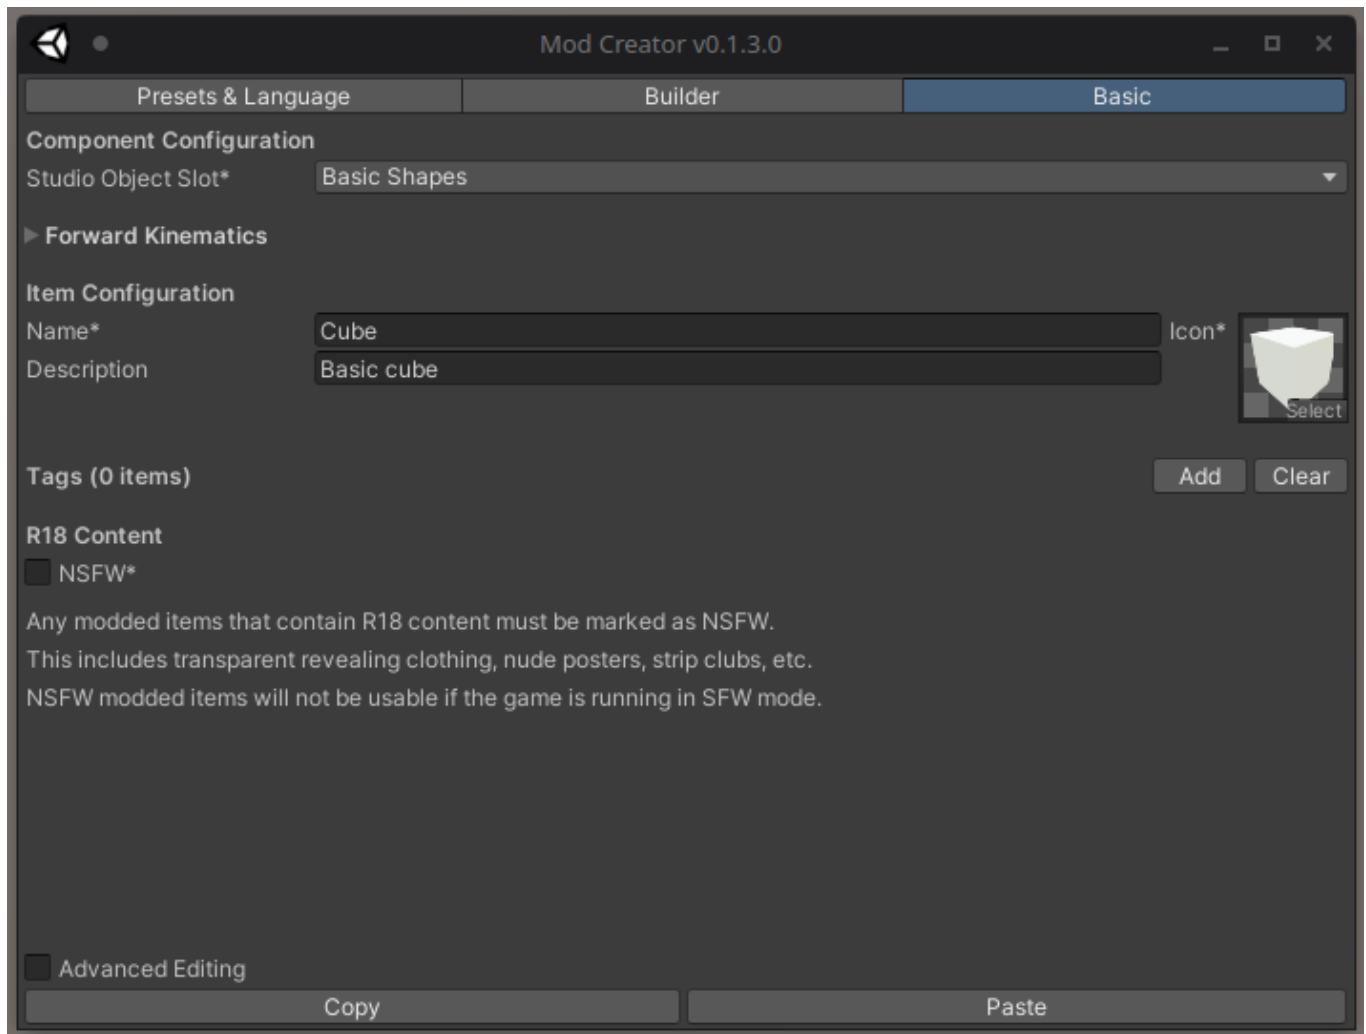 Mod Creator v0.1.3.0
Presets & Language Builder Basic
Component Configuration
Studio Object Slot* Basic Shapes
Forward Kinematics
Item Configuration
Name* Cube Icon*
Description Basic cube
Select
Tags (0 items) Add Clear
R18 Content
NSFW*
Any modded items that contain R18 content must be marked as NSFW.
This includes transparent revealing clothing, nude posters, strip clubs, etc.
NSFW modded items will not be usable if the game is running in SFW mode.
Advanced Editing
Copy Paste